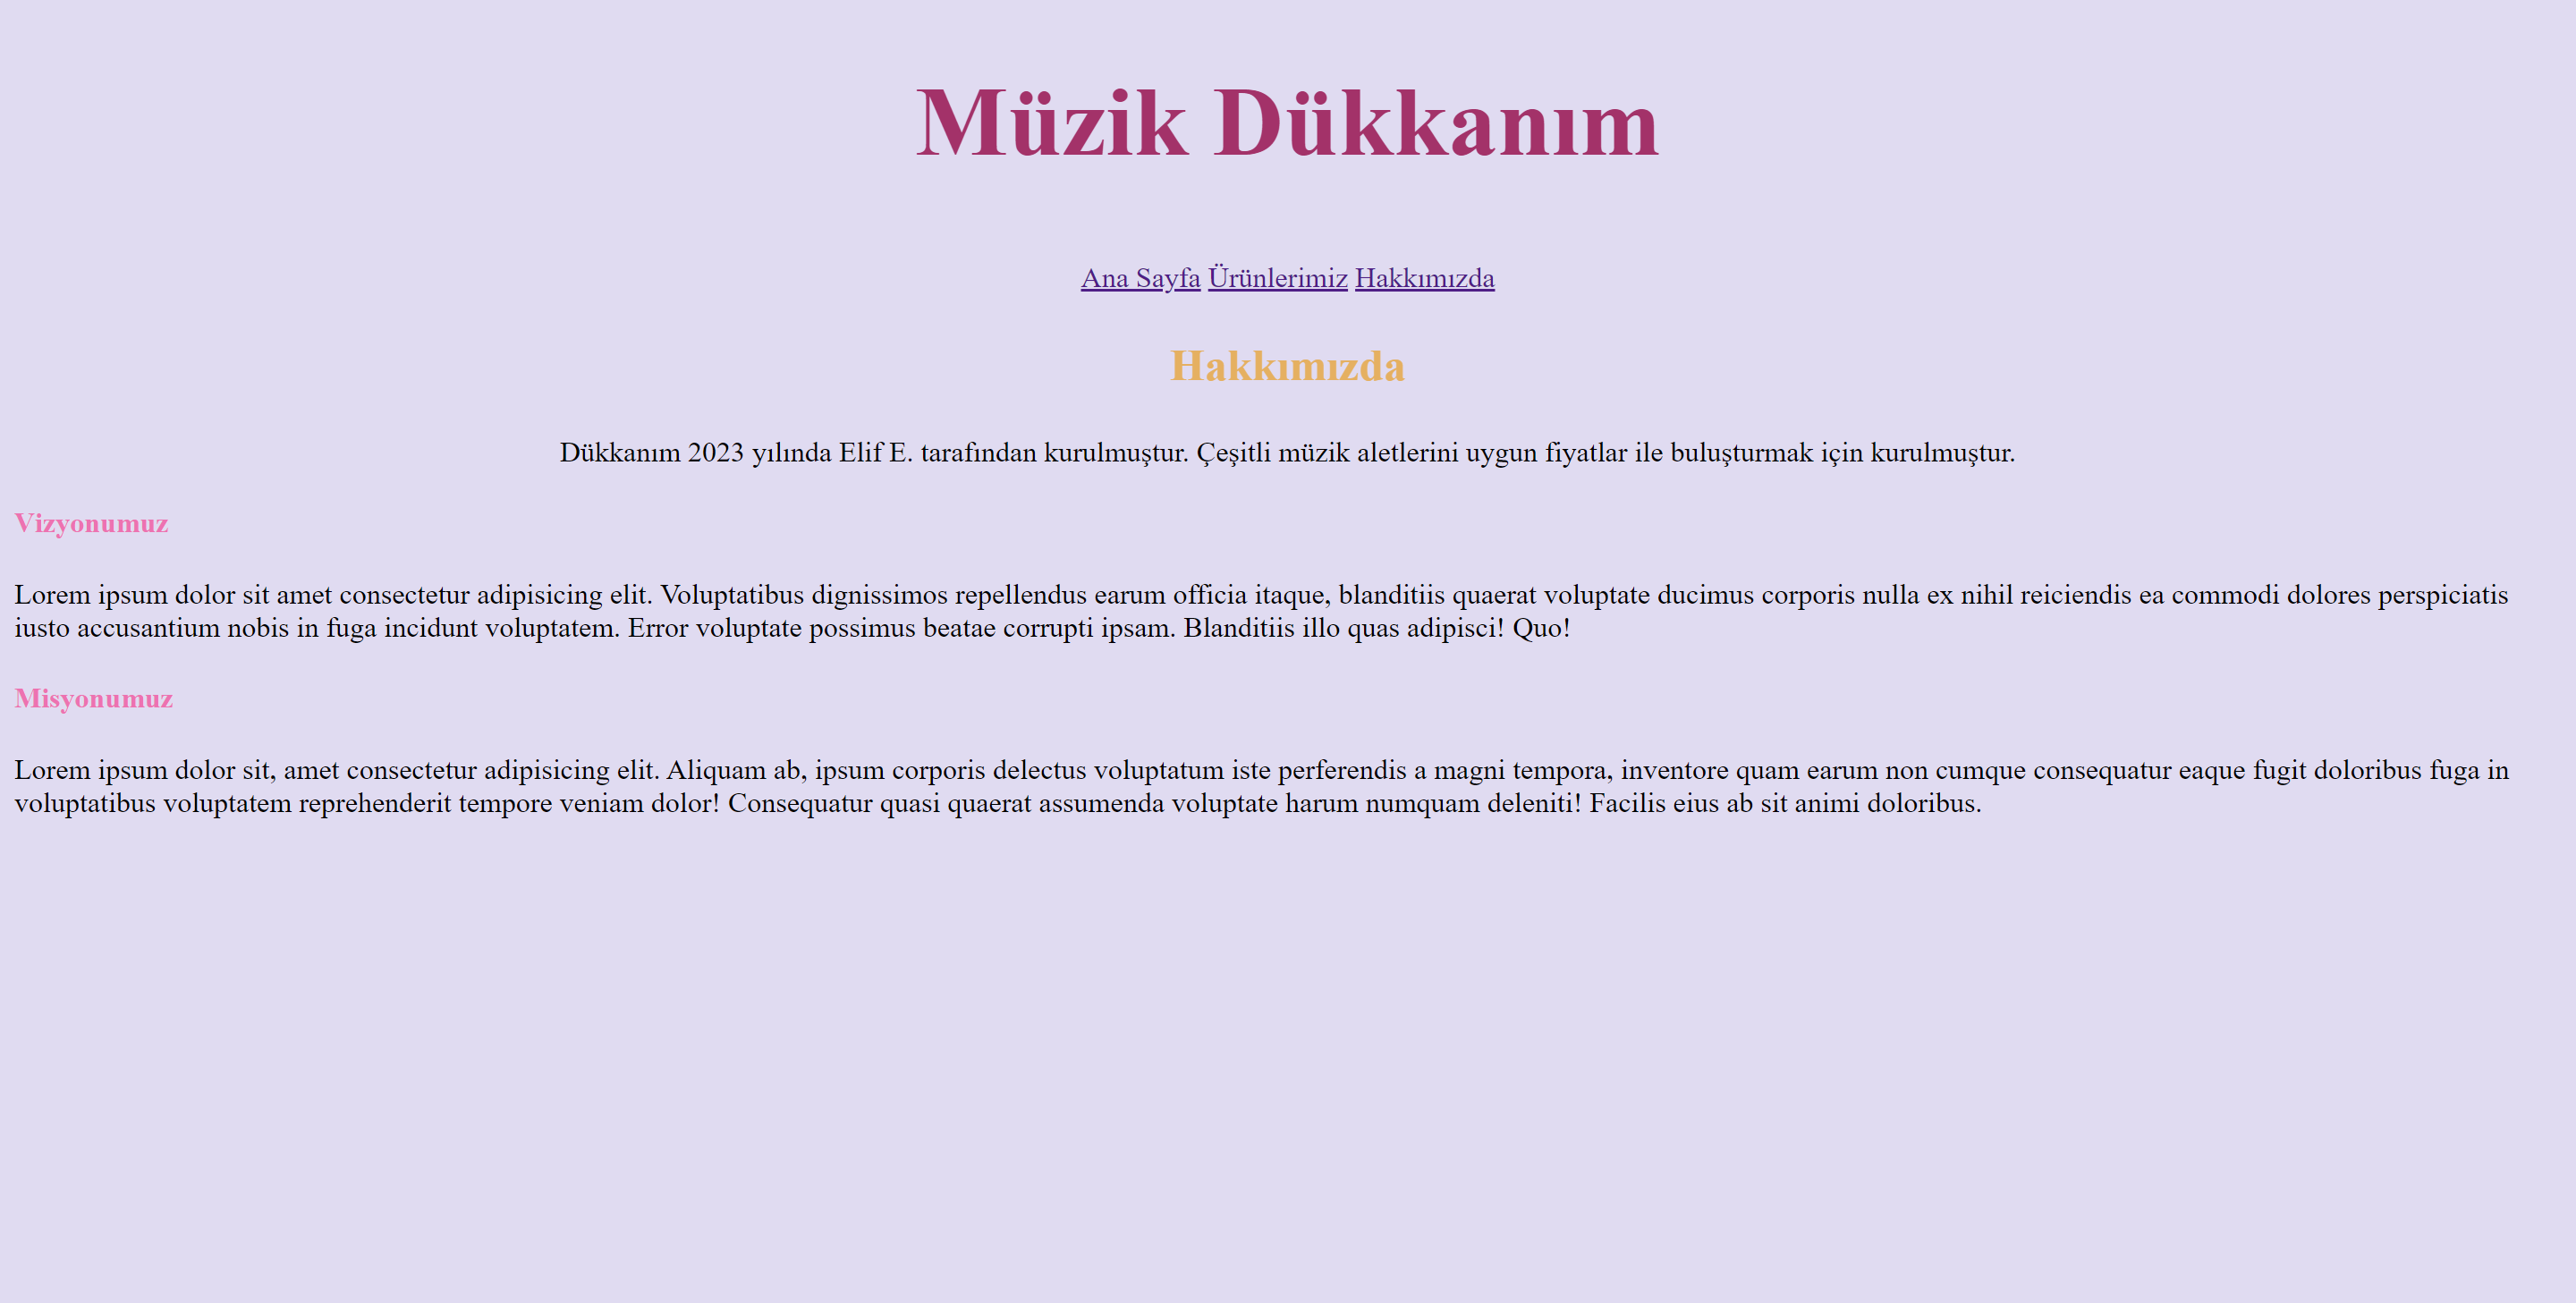 Müzik Dükkanım
Ana Sayfa Ürünlerimiz Hakkımızda
Hakkımızda
Dükkanım 2023 yılında Elif E. tarafından kurulmuştur. Çeşitli müzik aletlerini uygun fiyatlar ile buluşturmak için kurulmuştur.
Vizyonumuz
Lorem ipsum dolor sit amet consectetur adipisicing elit. Voluptatibus dignissimos repellendus earum officia itaque, blanditiis quaerat voluptate ducimus corporis nulla ex nihil reiciendis ea commodi dolores perspiciatis
iusto accusantium nobis in fuga incidunt voluptatem. Error voluptate possimus beatae corrupti ipsam. Blanditiis illo quas adipisci! Quo!
Misyonumuz
Lorem ipsum dolor sit, amet consectetur adipisicing elit. Aliquam ab, ipsum corporis delectus voluptatum iste perferendis a magni tempora, inventore quam earum non cumque consequatur eaque fugit doloribus fuga in
voluptatibus voluptatem reprehenderit tempore veniam dolor! Consequatur quasi quaerat assumenda voluptate harum numquam deleniti! Facilis eius ab sit animi doloribus.